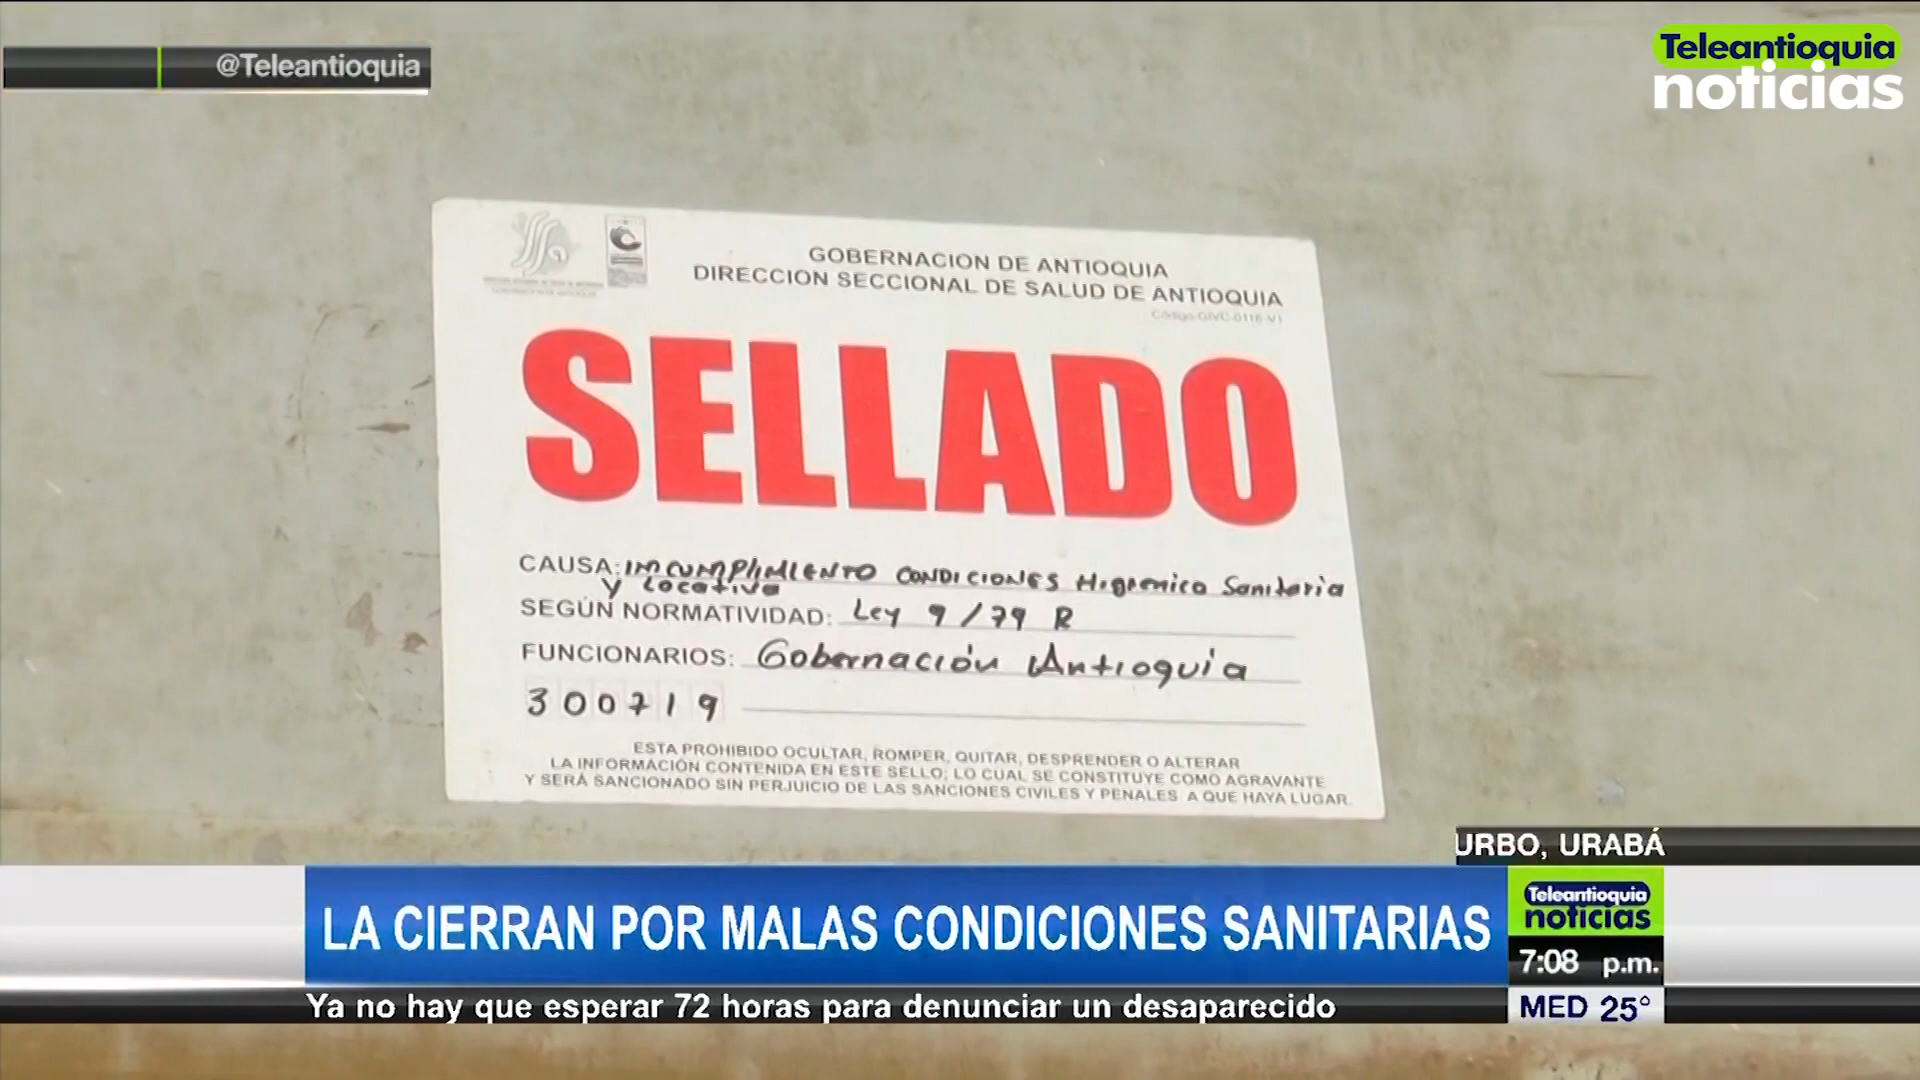 @Teleantioquia
Teleantioquia
noticias
GOBERNACION DE ANTIOQUIA
DIRECCION SECCIONAL DE SALUD DE ANTIOQUIA
Código-GIVC-0116-V1
SELLADO
CAUSA: INCUMPlIMIENTO CONDICIONES Higienico Sanitaria
y Locativa
SEGÚN NORMATIVIDAD: Ley 9/79 R
FUNCIONARIOS: Gobernación Antioquia
300719
ESTA PROHIBIDO OCULTAR, ROMPER, QUITAR, DESPRENDER O ALTERAR
LA INFORMACIÓN CONTENIDA EN ESTE SELLO; LO CUAL SE CONSTITUYE COMO AGRAVANTE
Y SERÁ SANCIONADO SIN PERJUICIO DE LAS SANCIONES CIVILES Y PENALES A QUE HAYA LUGAR.
URBO, URABÁ
LA CIERRAN POR MALAS CONDICIONES SANITARIAS
Teleantioquia
noticias
7:08 p.m.
Ya no hay que esperar 72 horas para denunciar un desaparecido
MED 25°